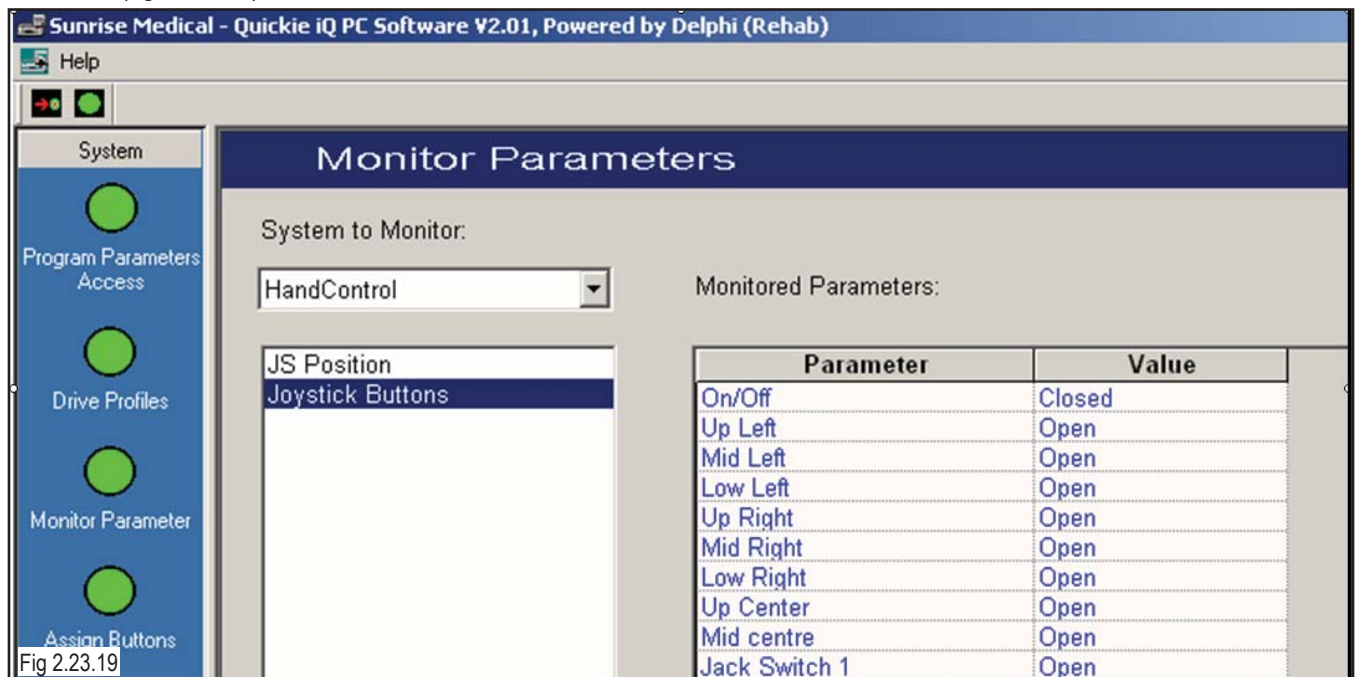 Sunrise Medical - Quickie iQ PC Software V2.01, Powered by Delphi (Rehab)
Help
System
Monitor Parameters
Program Parameters
Access
Drive Profiles
Monitor Parameter
Assign Buttons
Fig 2.23.19
System to Monitor:
HandControl
JS Position
Joystick Buttons
Monitored Parameters:
Parameter Value
On/Off Closed
Up Left Open
Mid Left Open
Low Left Open
Up Right Open
Mid Right Open
Low Right Open
Up Center Open
Mid centre Open
Jack Switch 1 Open